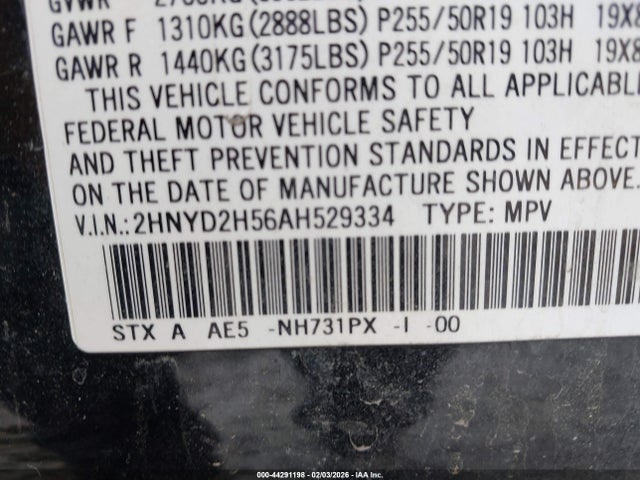 GAWR F 1310KG(2888LBS) P255/50R19 103H 19X8
GAWR R 1440KG(3175LBS) P255/50R19 103H 19X8
THIS VEHICLE CONFORMS TO ALL APPLICABLE
FEDERAL MOTOR VEHICLE SAFETY
AND THEFT PREVENTION STANDARDS IN EFFECT
ON THE DATE OF MANUFACTURE SHOWN ABOVE.
V.I.N.:2HNYD2H56AH529334 TYPE: MPV
STX A AE5 -NH731PX -I -00
000-44291198 - 02/03/2026 - IAA Inc.